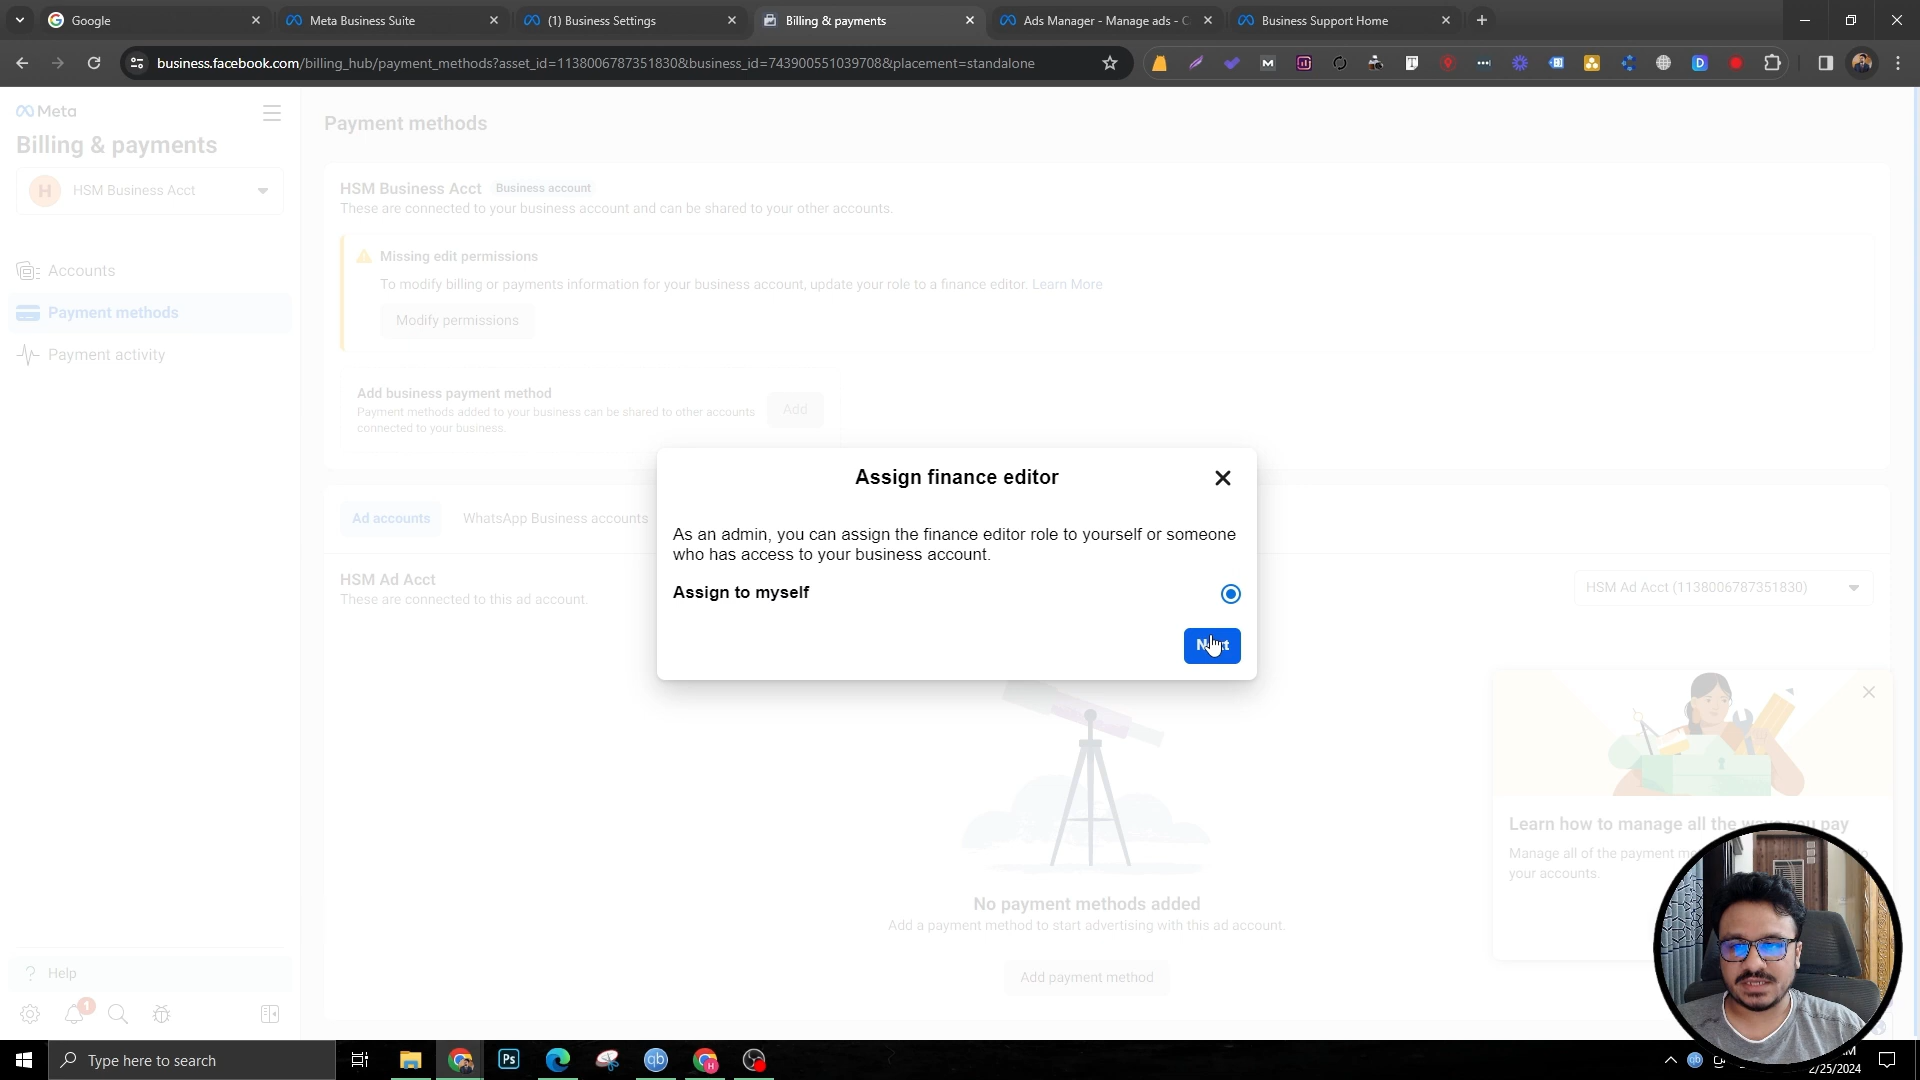 Google
Meta Business Suite
(1) Business Settings
Billing & payments
Ads Manager - Manage ads - C
Business Support Home
business.facebook.com/billing_hub/payment_methods?asset_id=1138006787351830&business_id=743900551039708&placement=standalone
Meta
Billing & payments
H HSM Business Acct
Accounts
Payment methods
Payment activity
Payment methods
HSM Business Acct Business account
These are connected to your business account and can be shared to your other accounts.
Missing edit permissions
To modify billing or payments information for your business account, update your role to a finance editor. Learn More
Modify permissions
Add business payment method
Payment methods added to your business can be shared to other accounts
connected to your business.
Add
Assign finance editor
As an admin, you can assign the finance editor role to yourself or someone
who has access to your business account.
Assign to myself
Ad accounts
WhatsApp Business accounts
HSM Ad Acct
These are connected to this ad account.
HSM Ad Acct (1138006787351830)
No payment methods added
Add a payment method to start advertising with this ad account.
Add payment method
Learn how to manage all the ways you pay
Manage all of the payment
your accounts.
? Help
1
Type here to search
Ps
qb
2/25/2024